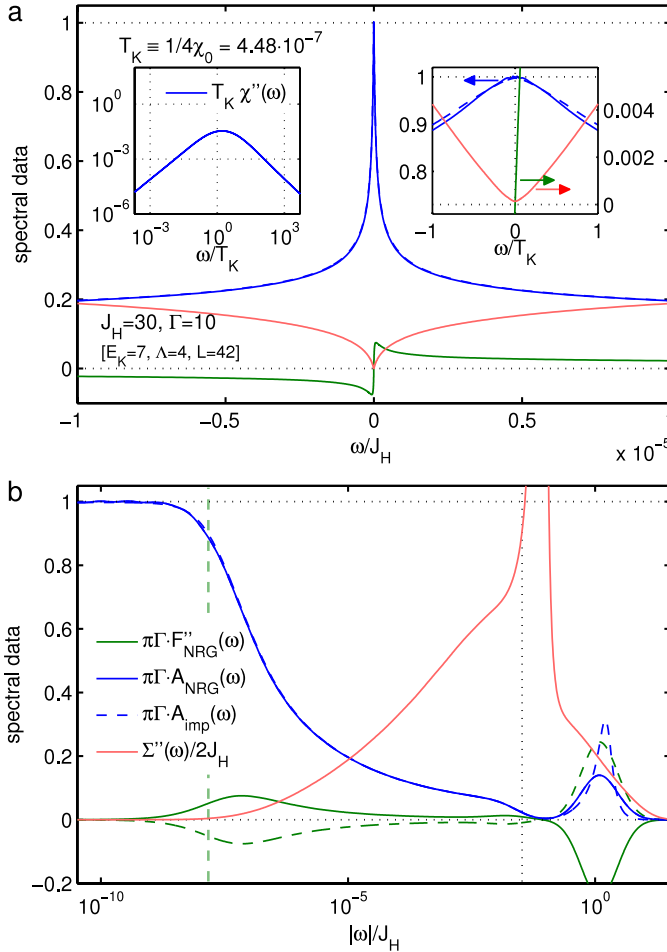 a
T_K ≡ 1/4χ_0 = 4.48·10^-7
T_K χ''(ω)
10^0
10^-3
10^-6
10^-3 10^0 10^3
ω/T_K
1
0.9
0.8
0.004
0.002
0
-1 0 1
ω/T_K
spectral data
1
0.8
0.6
0.4
0.2
0
J_H=30, Γ=10
[E_K=7, Λ=4, L=42]
−1 −0.5 0 0.5
ω/J_H
x 10^-5
b
spectral data
1
0.8
0.6
0.4
0.2
0
−0.2
πΓ·F''_NRG(ω)
πΓ·A_NRG(ω)
πΓ·A_imp(ω)
Σ''(ω)/2J_H
10^-10 10^-5 10^0
|ω|/J_H